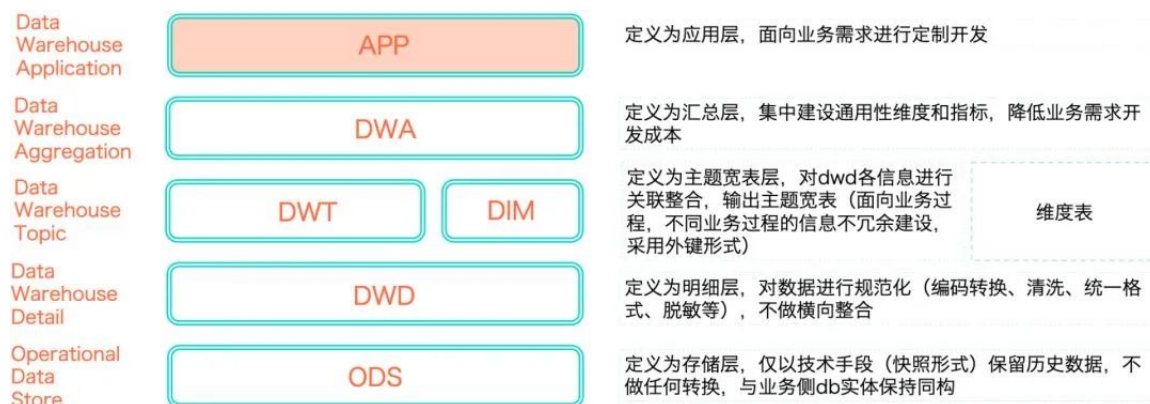 Data
Warehouse
Application
APP
定义为应用层，面向业务需求进行定制开发
Data
Warehouse
Aggregation
DWA
定义为汇总层，集中建设通用性维度和指标，降低业务需求开
发成本
Data
Warehouse
Topic
DWT
DIM
定义为主题宽表层，对dwd各信息进行
关联整合，输出主题宽表（面向业务过
程，不同业务过程的信息不冗余建设，
采用外键形式）
维度表
Data
Warehouse
Detail
DWD
定义为明细层，对数据进行规范化（编码转换、清洗、统一格
式、脱敏等），不做横向整合
Operational
Data
Store
ODS
定义为存储层，仅以技术手段（快照形式）保留历史数据，不
做任何转换，与业务侧db实体保持同构